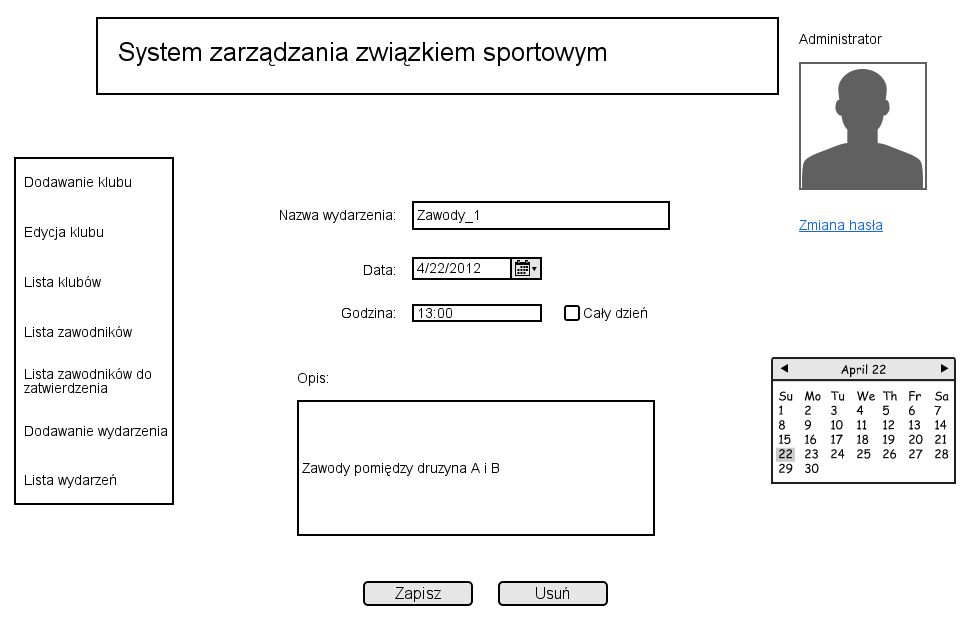 System zarządzania związkiem sportowym
Administrator
Zmiana hasła
Dodawanie klubu
Edycja klubu
Lista klubów
Lista zawodników
Lista zawodników do
zatwierdzenia
Dodawanie wydarzenia
Lista wydarzeń
Nazwa wydarzenia: Zawody_1
Data: 4/22/2012
Godzina: 13:00 Cały dzień
Opis:
Zawody pomiędzy druzyna A i B
Zapisz Usuń
April 22
Su Mo Tu We Th Fr Sa
1 2 3 4 5 6 7
8 9 10 11 12 13 14
15 16 17 18 19 20 21
22 23 24 25 26 27 28
29 30